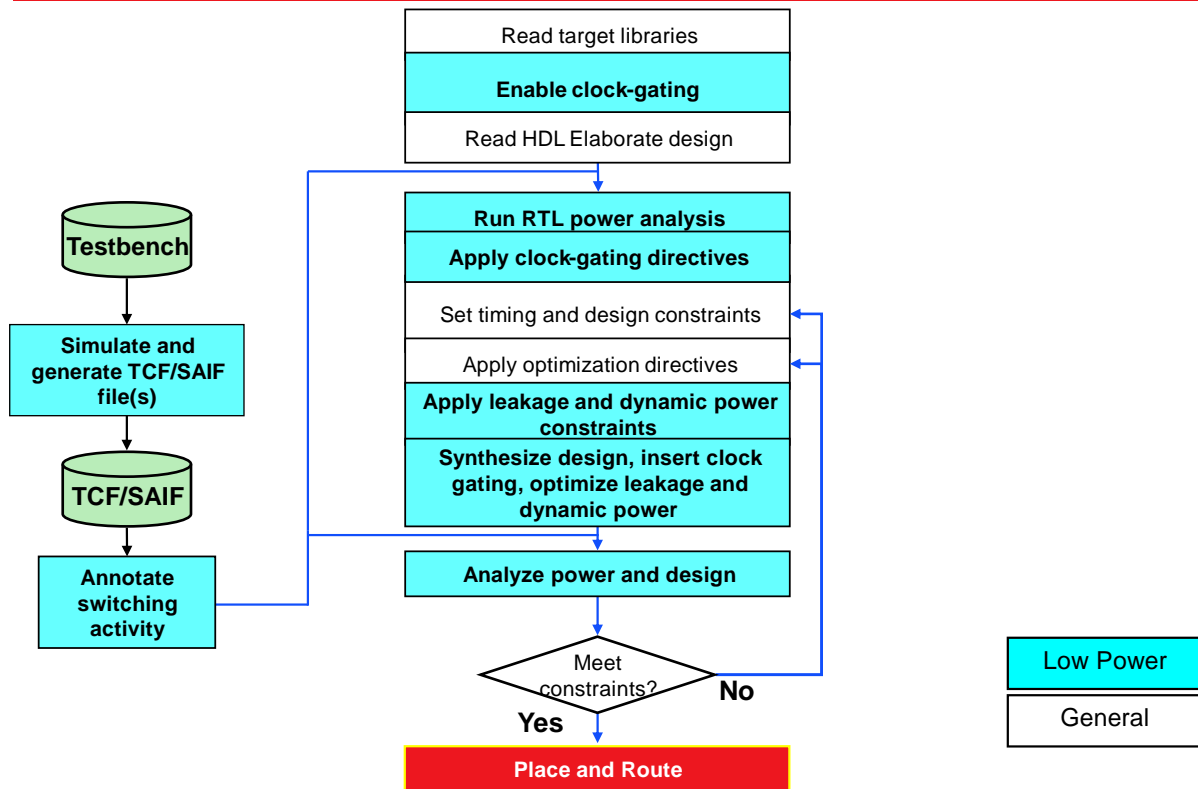 Read target libraries
Enable clock-gating
Read HDL Elaborate design
Run RTL power analysis
Apply clock-gating directives
Set timing and design constraints
Apply optimization directives
Apply leakage and dynamic power
constraints
Synthesize design, insert clock
gating, optimize leakage and
dynamic power
Analyze power and design
Meet
constraints?
No
Yes
Place and Route
Testbench
Simulate and
generate TCF/SAIF
file(s)
TCF/SAIF
Annotate
switching
activity
Low Power
General